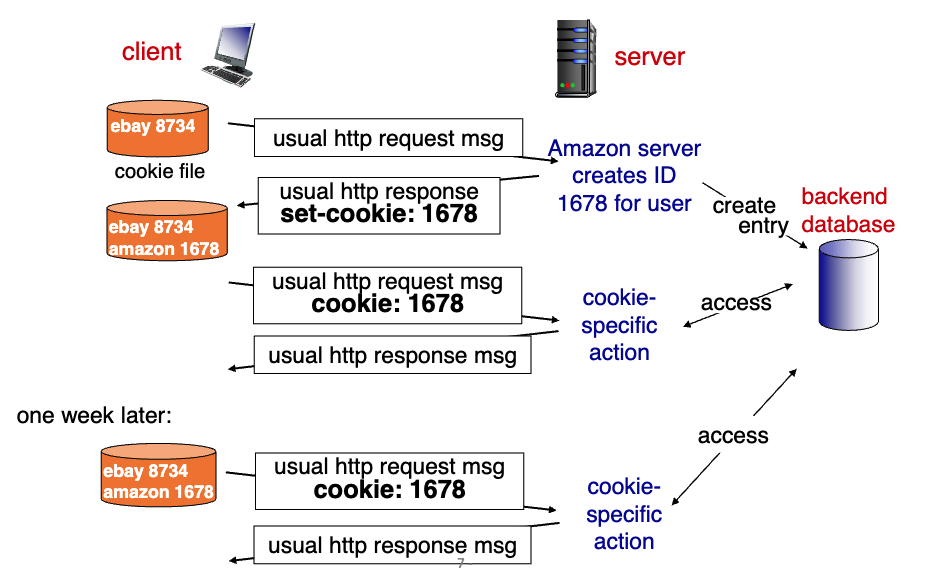 client
server
ebay 8734
cookie file
usual http request msg
Amazon server
creates ID
1678 for user
usual http response
set-cookie: 1678
create
entry
backend
database
ebay 8734
amazon 1678
usual http request msg
cookie: 1678
cookie-
specific
action
access
usual http response msg
one week later:
access
ebay 8734
amazon 1678
usual http request msg
cookie: 1678
cookie-
specific
action
usual http response msg